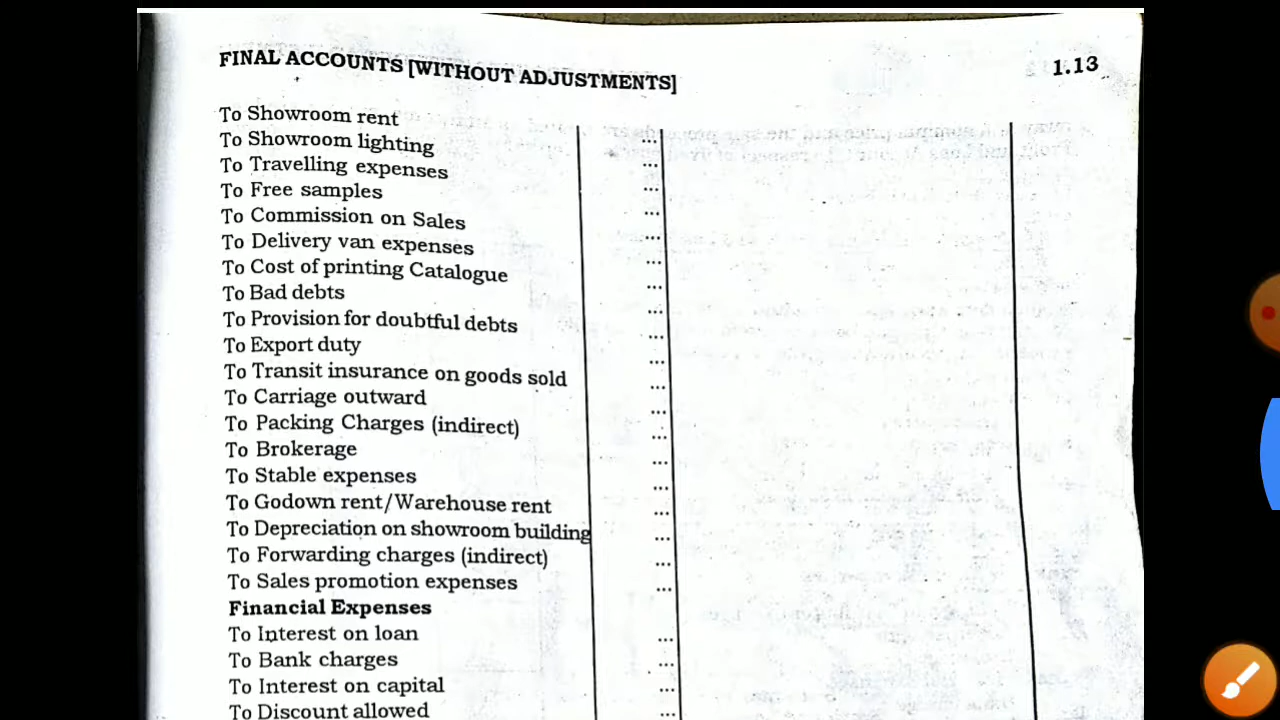 FINAL ACCOUNTS [WITHOUT ADJUSTMENTS] 1.13
To Showroom rent
To Showroom lighting ...
To Travelling expenses ...
To Free samples ...
To Commission on Sales ...
To Delivery van expenses ...
To Cost of printing Catalogue ...
To Bad debts ...
To Provision for doubtful debts ...
To Export duty ...
To Transit insurance on goods sold ...
To Carriage outward ...
To Packing Charges (indirect) ...
To Brokerage ...
To Stable expenses ...
To Godown rent/Warehouse rent ...
To Depreciation on showroom building ...
To Forwarding charges (indirect) ...
To Sales promotion expenses ...
Financial Expenses
To Interest on loan ...
To Bank charges ...
To Interest on capital ...
To Discount allowed ...